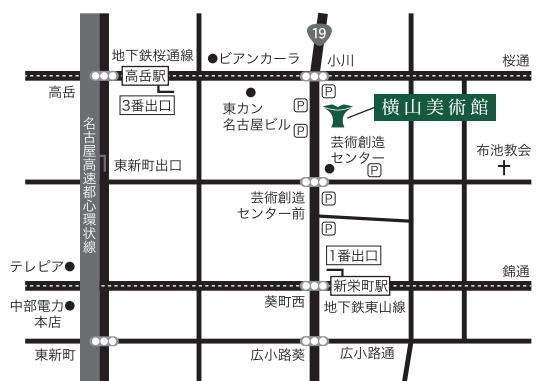 19
地下鉄桜通線
ビアンカーラ
小川
桜通
高岳駅
高岳
3番出口
東カン
名古屋ビル
P
P
P
横山美術館
芸術創造
センター
P
布池教会
名古屋高速都心環状線
東新町出口
芸術創造
センター前
P
P
1番出口
テレピア
錦通
新栄町駅
中部電力
本店
葵町西
地下鉄東山線
東新町
広小路葵
広小路通